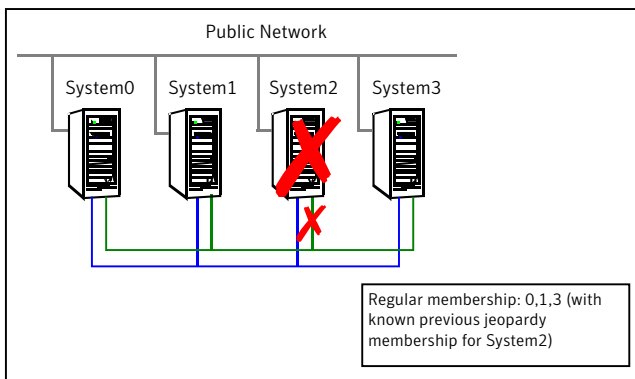 Public Network
System0
System1
System2
System3
Regular membership: 0,1,3 (with
known previous jeopardy
membership for System2)